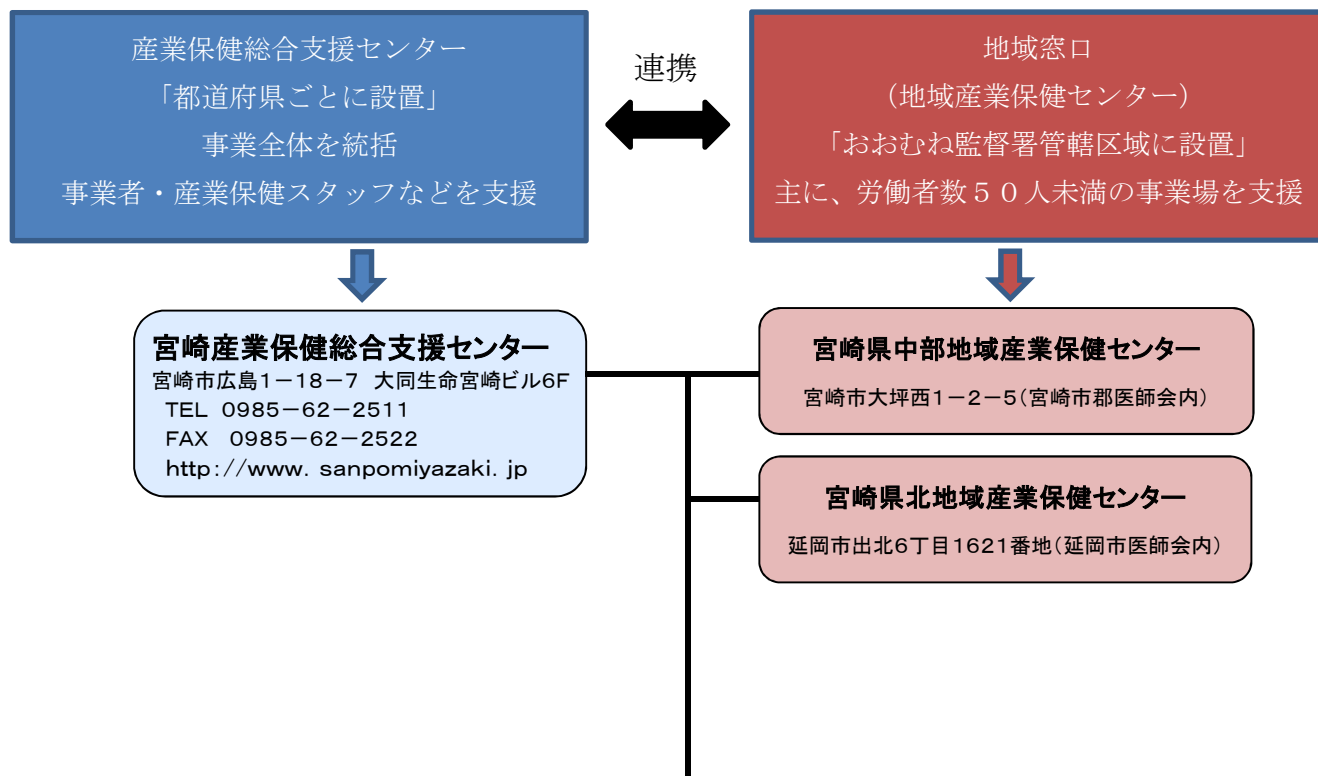 産業保健総合支援センター
「都道府県ごとに設置」
事業全体を統括
事業者・産業保健スタッフなどを支援
連携
地域窓口
（地域産業保健センター）
「おおむね監督署管轄区域に設置」
主に、労働者数５０人未満の事業場を支援
宮崎産業保健総合支援センター
宮崎市広島1－18－7 大同生命宮崎ビル6F
TEL 0985－62－2511
FAX 0985－62－2522
http://www. sanpomiyazaki. jp
宮崎県中部地域産業保健センター
宮崎市大坪西1－2－5（宮崎市郡医師会内）
宮崎県北地域産業保健センター
延岡市出北6丁目1621番地（延岡市医師会内）